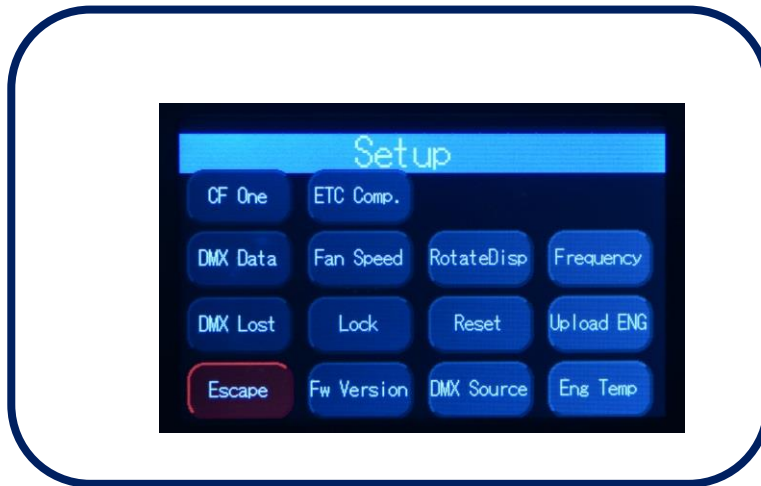 Setup
CF One ETC Comp.
DMX Data Fan Speed RotateDisp Frequency
DMX Lost Lock Reset Upload ENG
Escape Fw Version DMX Source Eng Temp